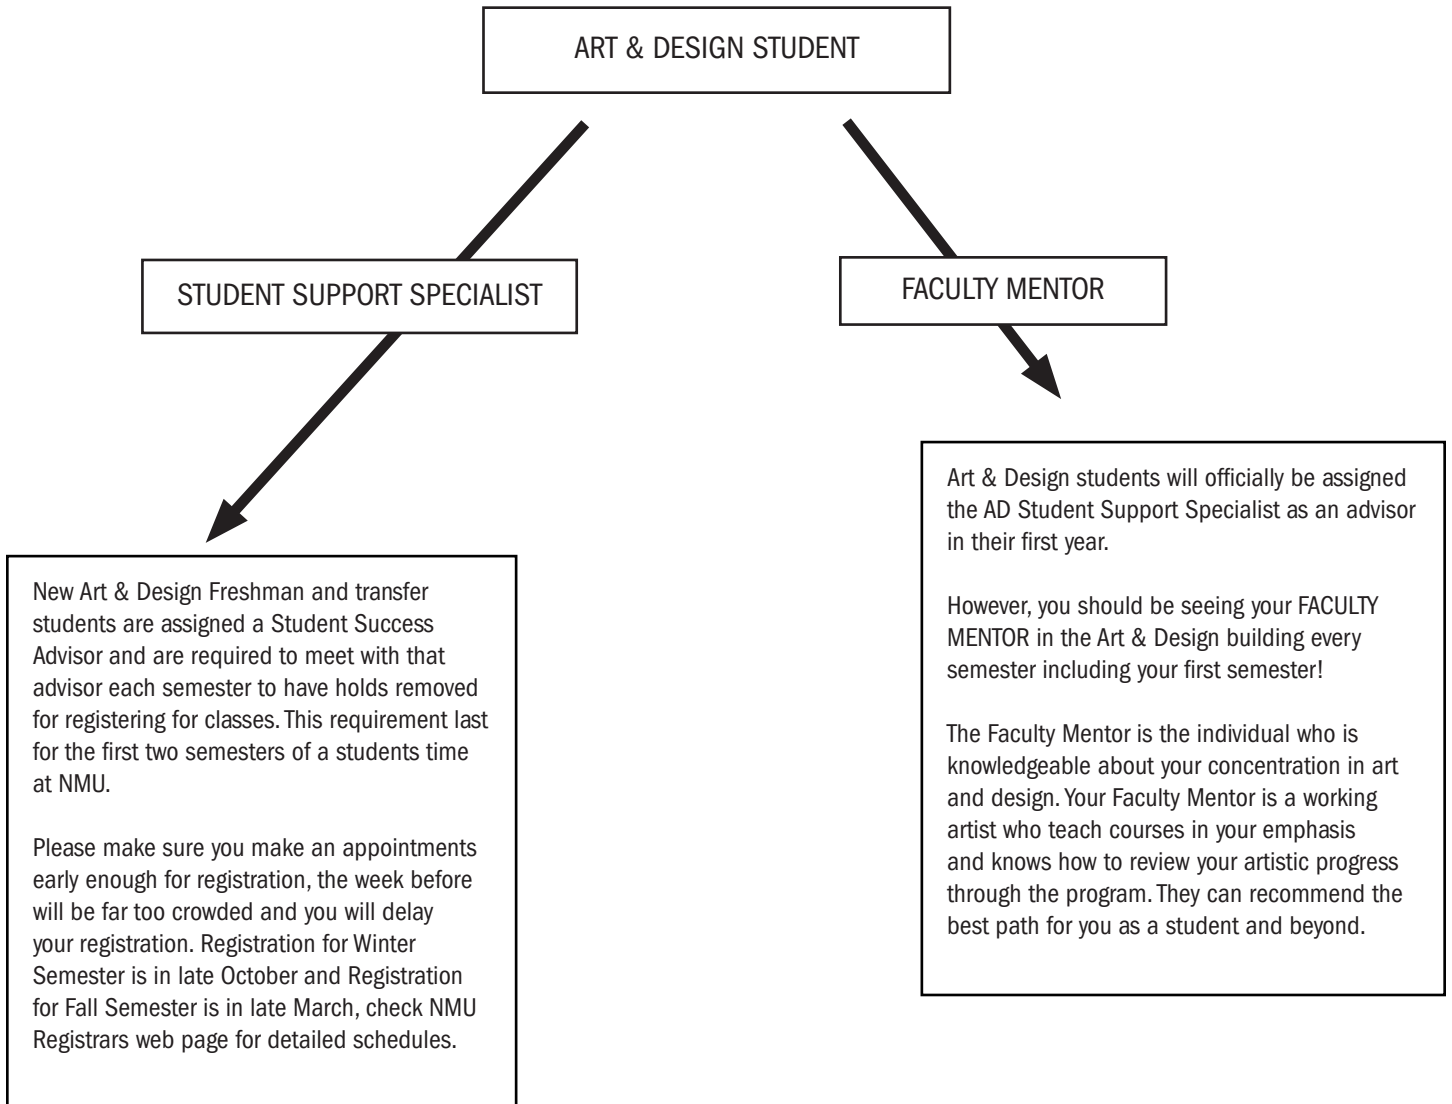 ART & DESIGN STUDENT
STUDENT SUPPORT SPECIALIST
FACULTY MENTOR
New Art & Design Freshman and transfer
students are assigned a Student Success
Advisor and are required to meet with that
advisor each semester to have holds removed
for registering for classes. This requirement last
for the first two semesters of a students time
at NMU.
Please make sure you make an appointments
early enough for registration, the week before
will be far too crowded and you will delay
your registration. Registration for Winter
Semester is in late October and Registration
for Fall Semester is in late March, check NMU
Registrars web page for detailed schedules.
Art & Design students will officially be assigned
the AD Student Support Specialist as an advisor
in their first year.
However, you should be seeing your FACULTY
MENTOR in the Art & Design building every
semester including your first semester!
The Faculty Mentor is the individual who is
knowledgeable about your concentration in art
and design. Your Faculty Mentor is a working
artist who teach courses in your emphasis
and knows how to review your artistic progress
through the program. They can recommend the
best path for you as a student and beyond.